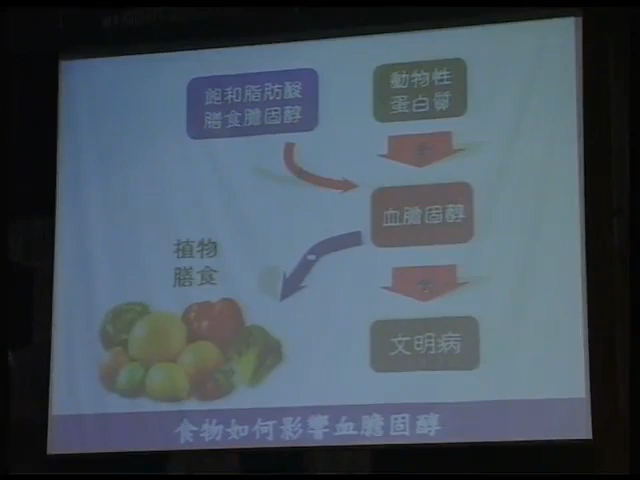 飽和脂肪酸
膳食膽固醇
動物性
蛋白質
+
血膽固醇
植物
膳食
-
+
文明病
食物如何影響血膽固醇